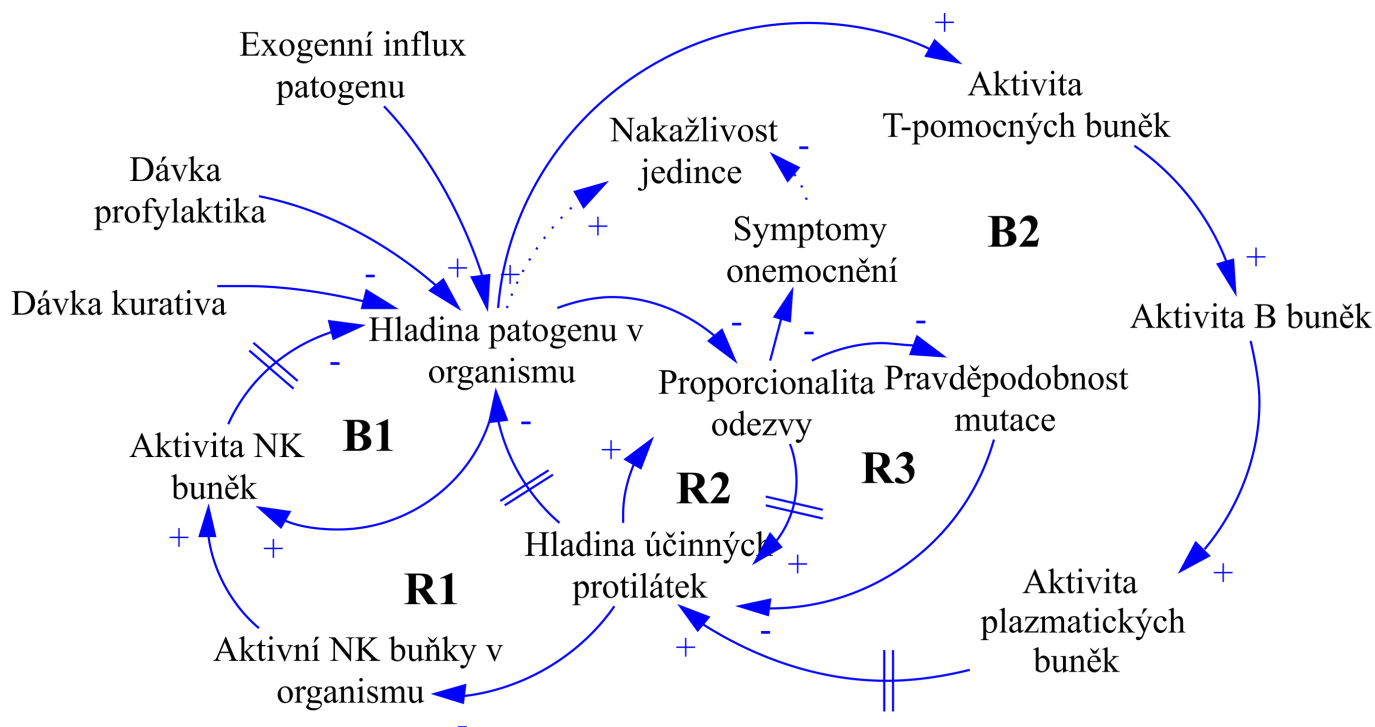 Exogenní influx
patogenu
Dávka
profylaktika
Dávka kurativa
Hladina patogenu v
organismu
Aktivita NK
buněk
Aktivní NK buňky v
organismu
Hladina účinných
protilátek
Proporcionalita
odezvy
Pravděpodobnost
mutace
Symptomy
onemocnění
Nakažlivost
jedince
Aktivita
T-pomocných buněk
Aktivita B buněk
Aktivita
plazmatických
buněk
B1
R1
R2
R3
B2
+
-
+
-
+
+
-
-
-
-
+
-
-
+
+
+
+
-
+
+
+
-